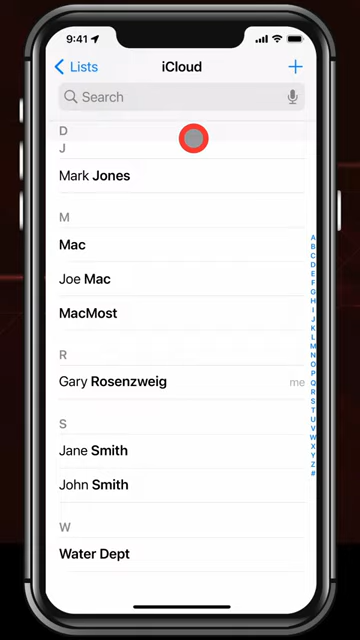 9:41
Lists
iCloud
+
Search
D
J
Mark Jones
M
Mac
Joe Mac
MacMost
R
Gary Rosenzweig
me
S
Jane Smith
John Smith
W
Water Dept
A
B
C
D
E
F
G
H
I
J
K
L
M
N
O
P
Q
R
S
T
U
V
W
X
Y
Z
#